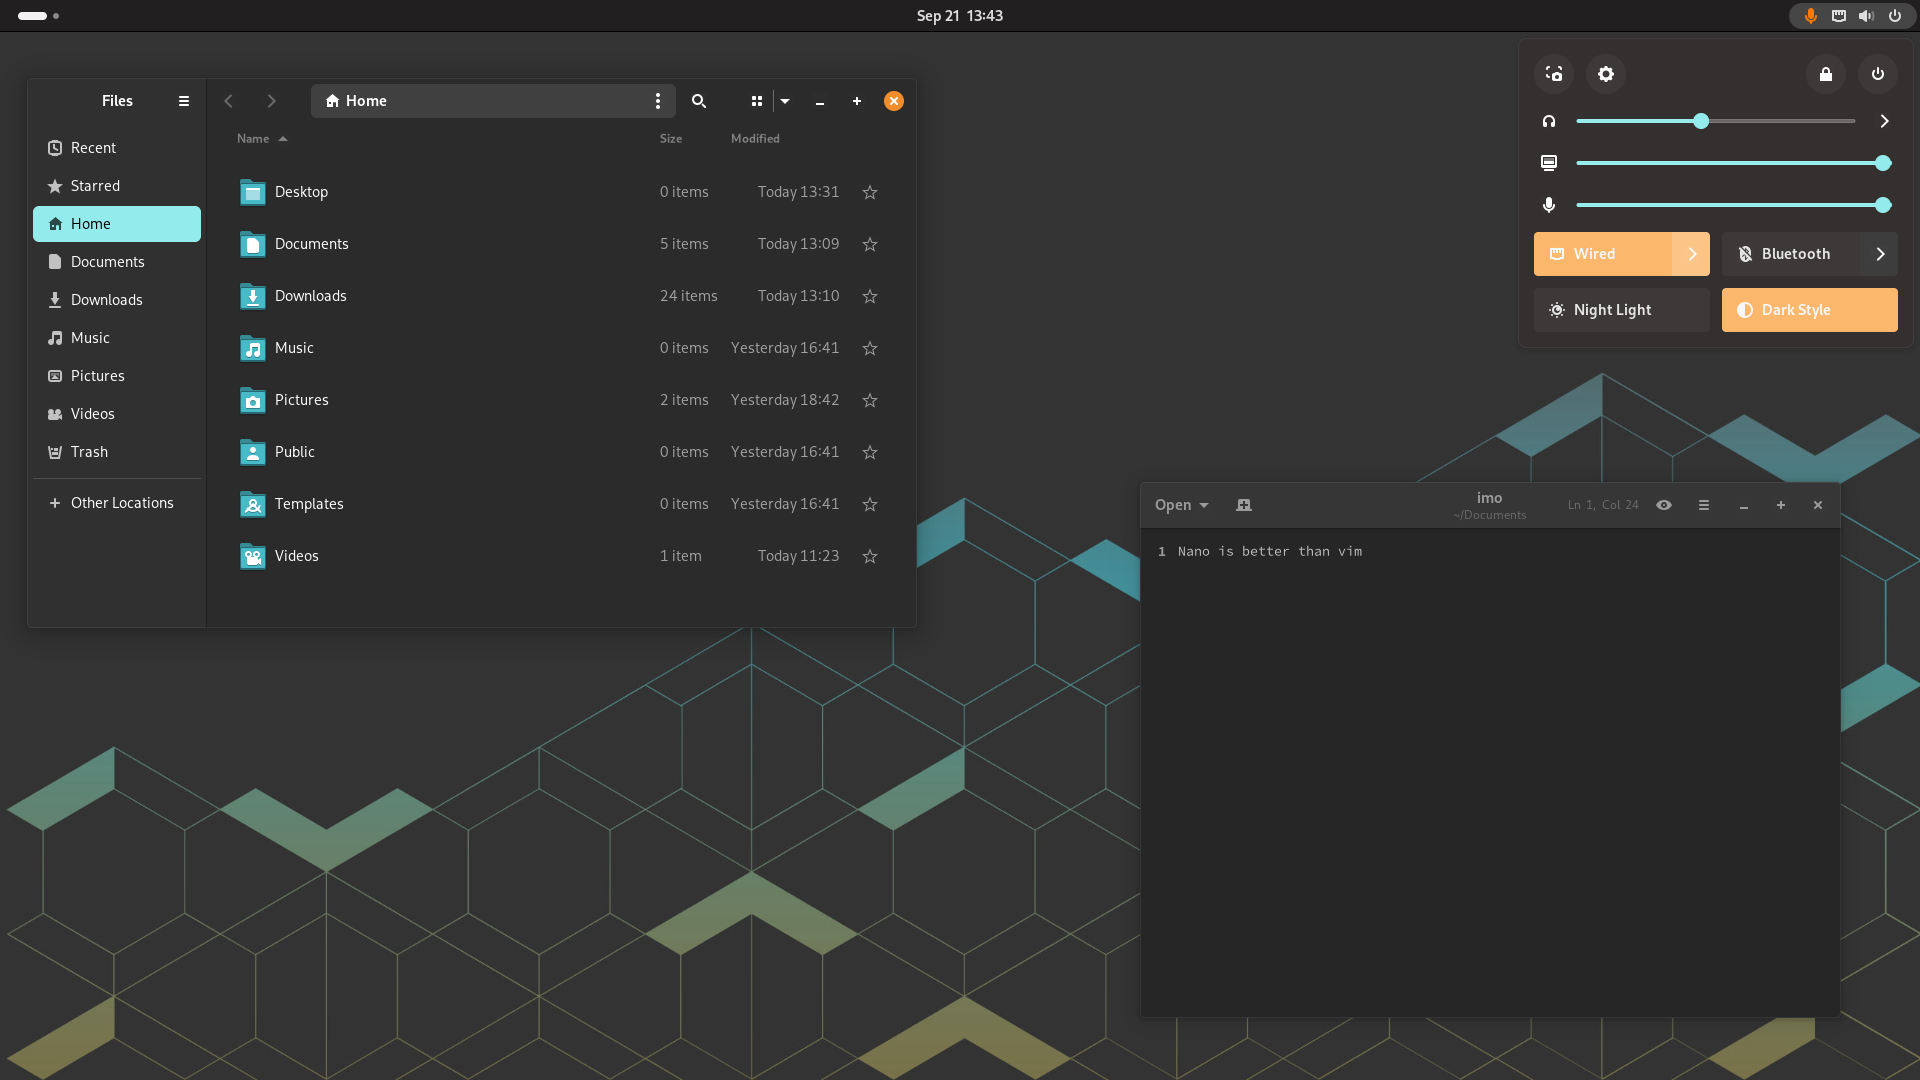 Sep 21 13:43
Files
Home
Recent
Starred
Home
Documents
Downloads
Music
Pictures
Videos
Trash
Other Locations
Name Size Modified
Desktop 0 items Today 13:31
Documents 5 items Today 13:09
Downloads 24 items Today 13:10
Music 0 items Yesterday 16:41
Pictures 2 items Yesterday 18:42
Public 0 items Yesterday 16:41
Templates 0 items Yesterday 16:41
Videos 1 item Today 11:23
Wired Bluetooth
Night Light Dark Style
Open imo Ln 1, Col 24
~/Documents
1 Nano is better than vim